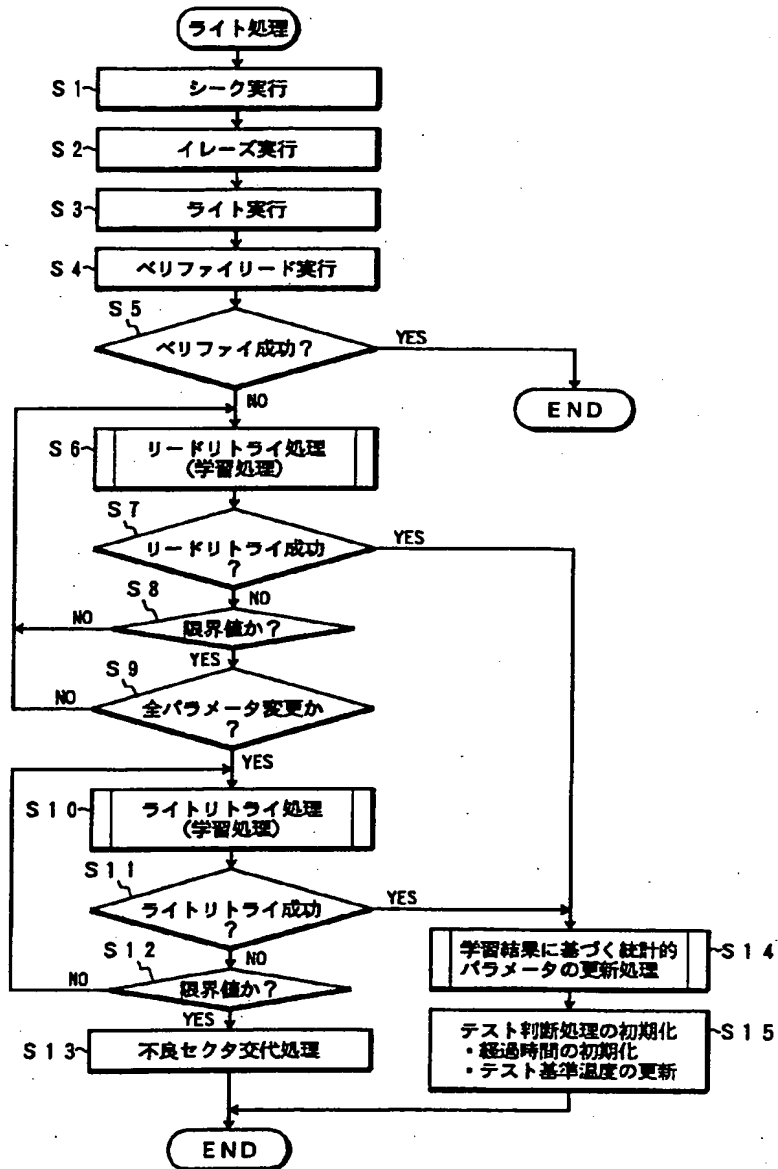 ライト処理
S1
シーク実行
S2
イレーズ実行
S3
ライト実行
S4
ベリファイリード実行
S5
ベリファイ成功?
YES
END
NO
S6
リードリトライ処理
(学習処理)
S7
リードリトライ成功
?
YES
NO
S8
限界値か?
NO
YES
S9
全パラメータ変更か
?
NO
YES
S10
ライトリトライ処理
(学習処理)
S11
ライトリトライ成功
?
YES
NO
S12
限界値か?
NO
YES
S13
不良セクタ交代処理
学習結果に基づく統計的
パラメータの更新処理
S14
テスト判断処理の初期化
・経過時間の初期化
・テスト基準温度の更新
S15
END